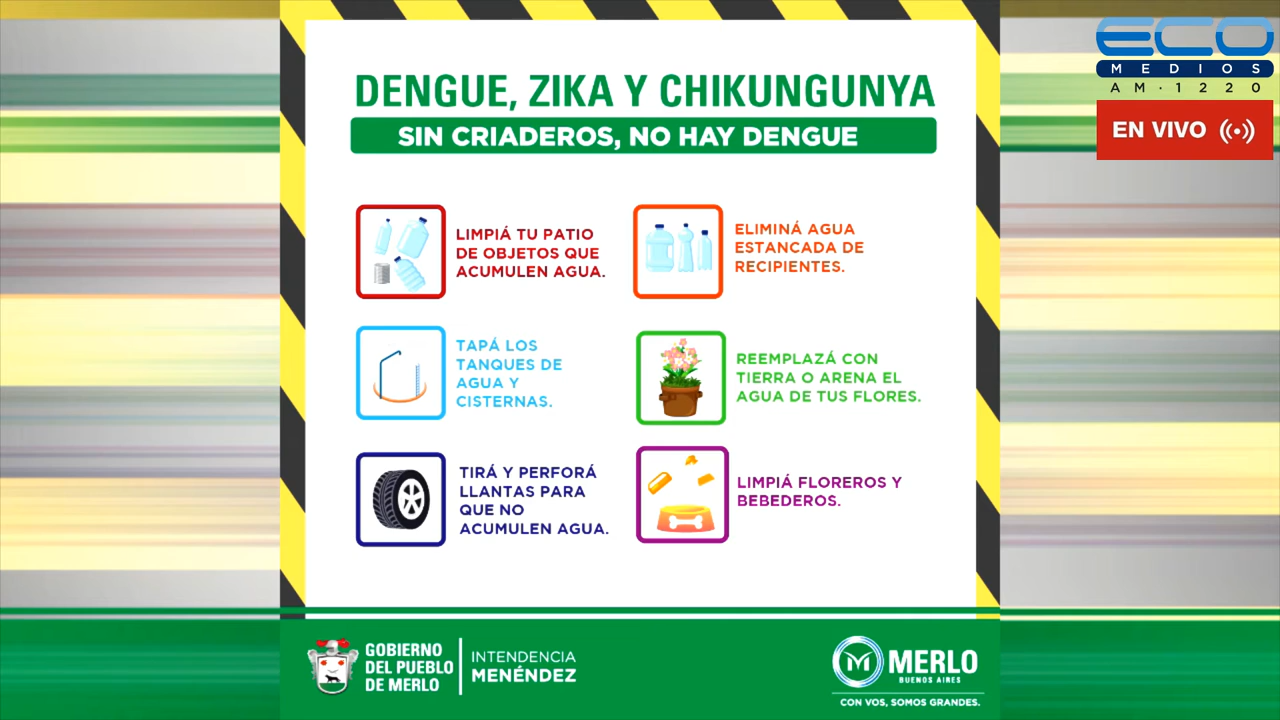 ECO
MEDIOS
AM·1220
EN VIVO
DENGUE, ZIKA Y CHIKUNGUNYA
SIN CRIADEROS, NO HAY DENGUE
LIMPIÁ TU PATIO
DE OBJETOS QUE
ACUMULEN AGUA.
ELIMINÁ AGUA
ESTANCADA DE
RECIPIENTES.
TAPÁ LOS
TANQUES DE
AGUA Y
CISTERNAS.
REEMPLAZÁ CON
TIERRA O ARENA EL
AGUA DE TUS FLORES.
TIRÁ Y PERFORÁ
LLANTAS PARA
QUE NO
ACUMULEN AGUA.
LIMPIÁ FLOREROS Y
BEBEDEROS.
GOBIERNO
DEL PUEBLO
DE MERLO
INTENDENCIA
MENÉNDEZ
MERLO
BUENOS AIRES
CON VOS, SOMOS GRANDES.